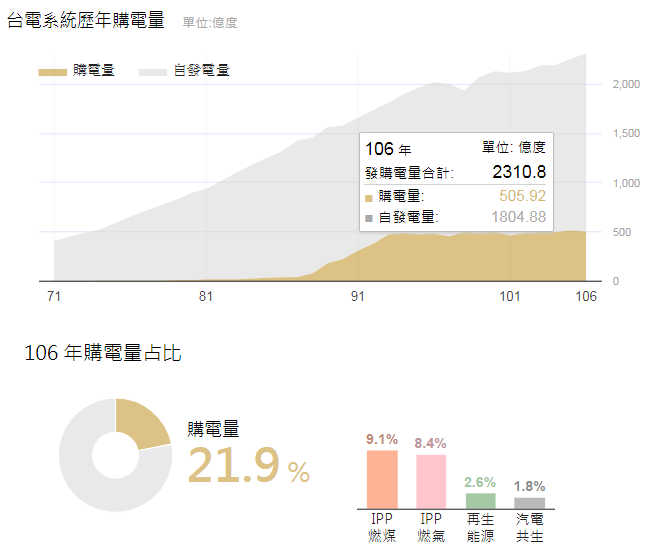 台電系統歷年購電量 單位:億度
購電量 自發電量
2,000
1,500
1,000
500
0
106 年 單位: 億度
發購電量合計: 2310.8
購電量: 505.92
自發電量: 1804.88
71 81 91 101 106
106 年購電量占比
購電量
21.9 %
9.1% 8.4% 2.6% 1.8%
IPP IPP 再生 汽電
燃煤 燃氣 能源 共生